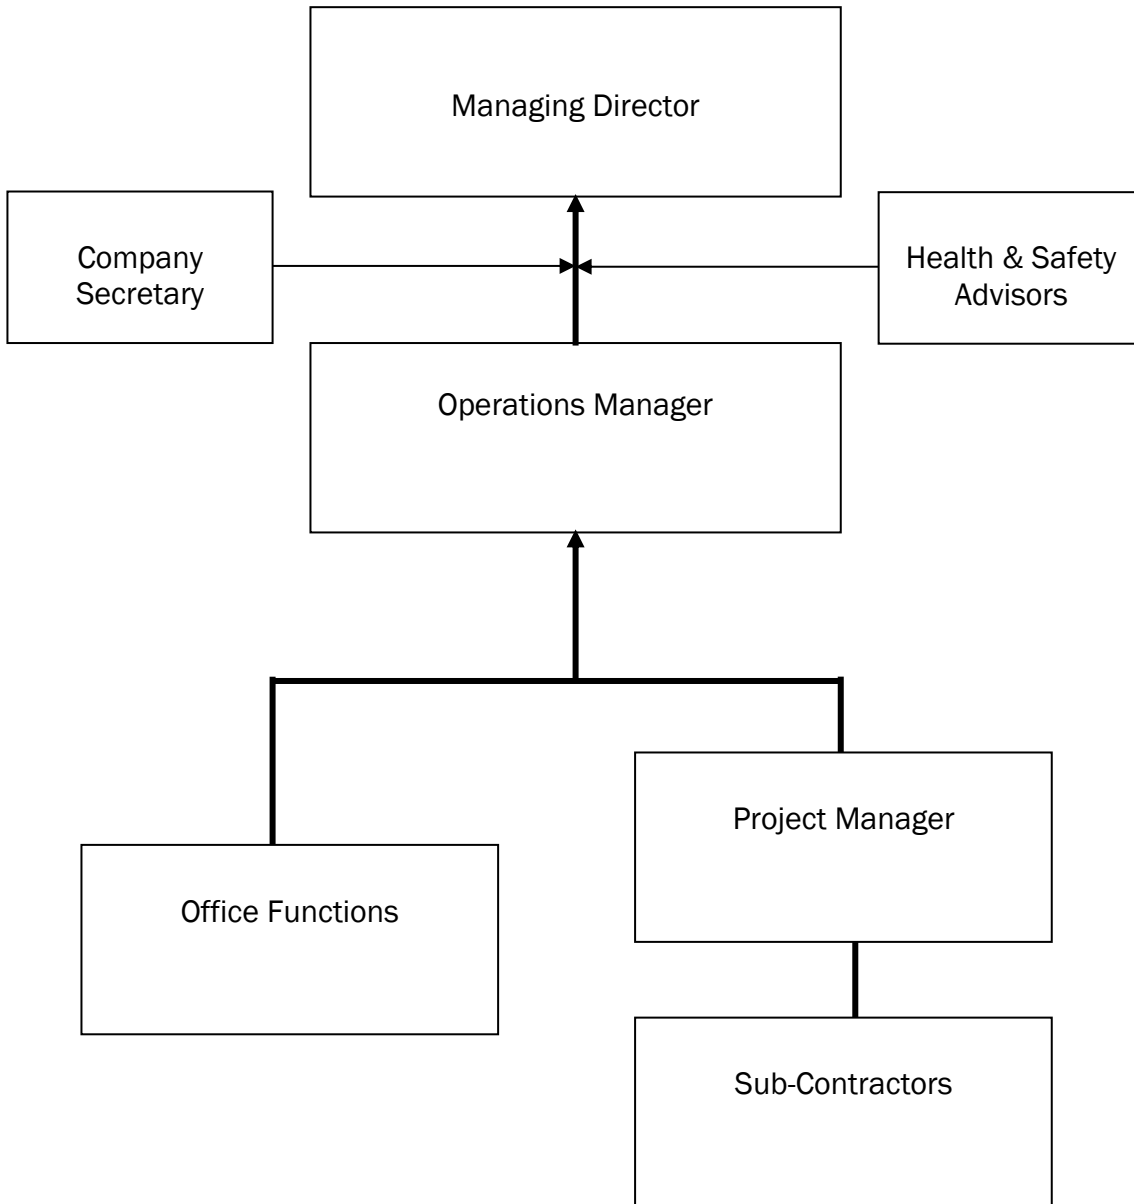 Managing Director
Company
Secretary
Health & Safety
Advisors
Operations Manager
Project Manager
Office Functions
Sub-Contractors